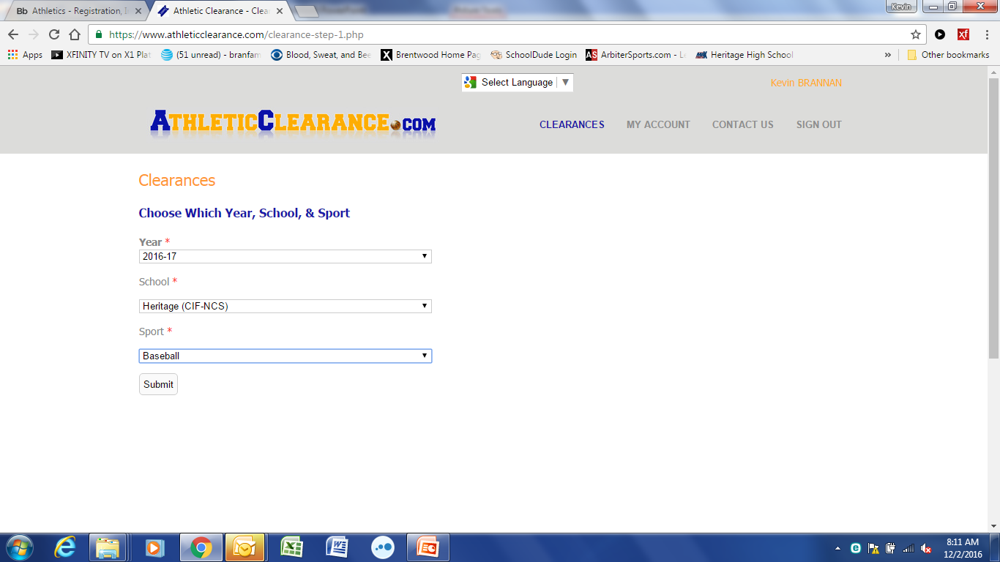 Bb Athletics - Registration, I
Athletic Clearance - Clea
Kevin
https://www.athleticclearance.com/clearance-step-1.php
Apps
XFINITY TV on X1 Plat
(51 unread) - branfam
Blood, Sweat, and Bee
Brentwood Home Pag
SchoolDude Login
AS ArbiterSports.com - L
Heritage High School
»
Other bookmarks
Select Language ▼
Kevin BRANNAN
ATHLETICCLEARANCE.COM
CLEARANCES
MY ACCOUNT
CONTACT US
SIGN OUT
Clearances
Choose Which Year, School, & Sport
Year *
2016-17
School *
Heritage (CIF-NCS)
Sport *
Baseball
Submit
8:11 AM
12/2/2016